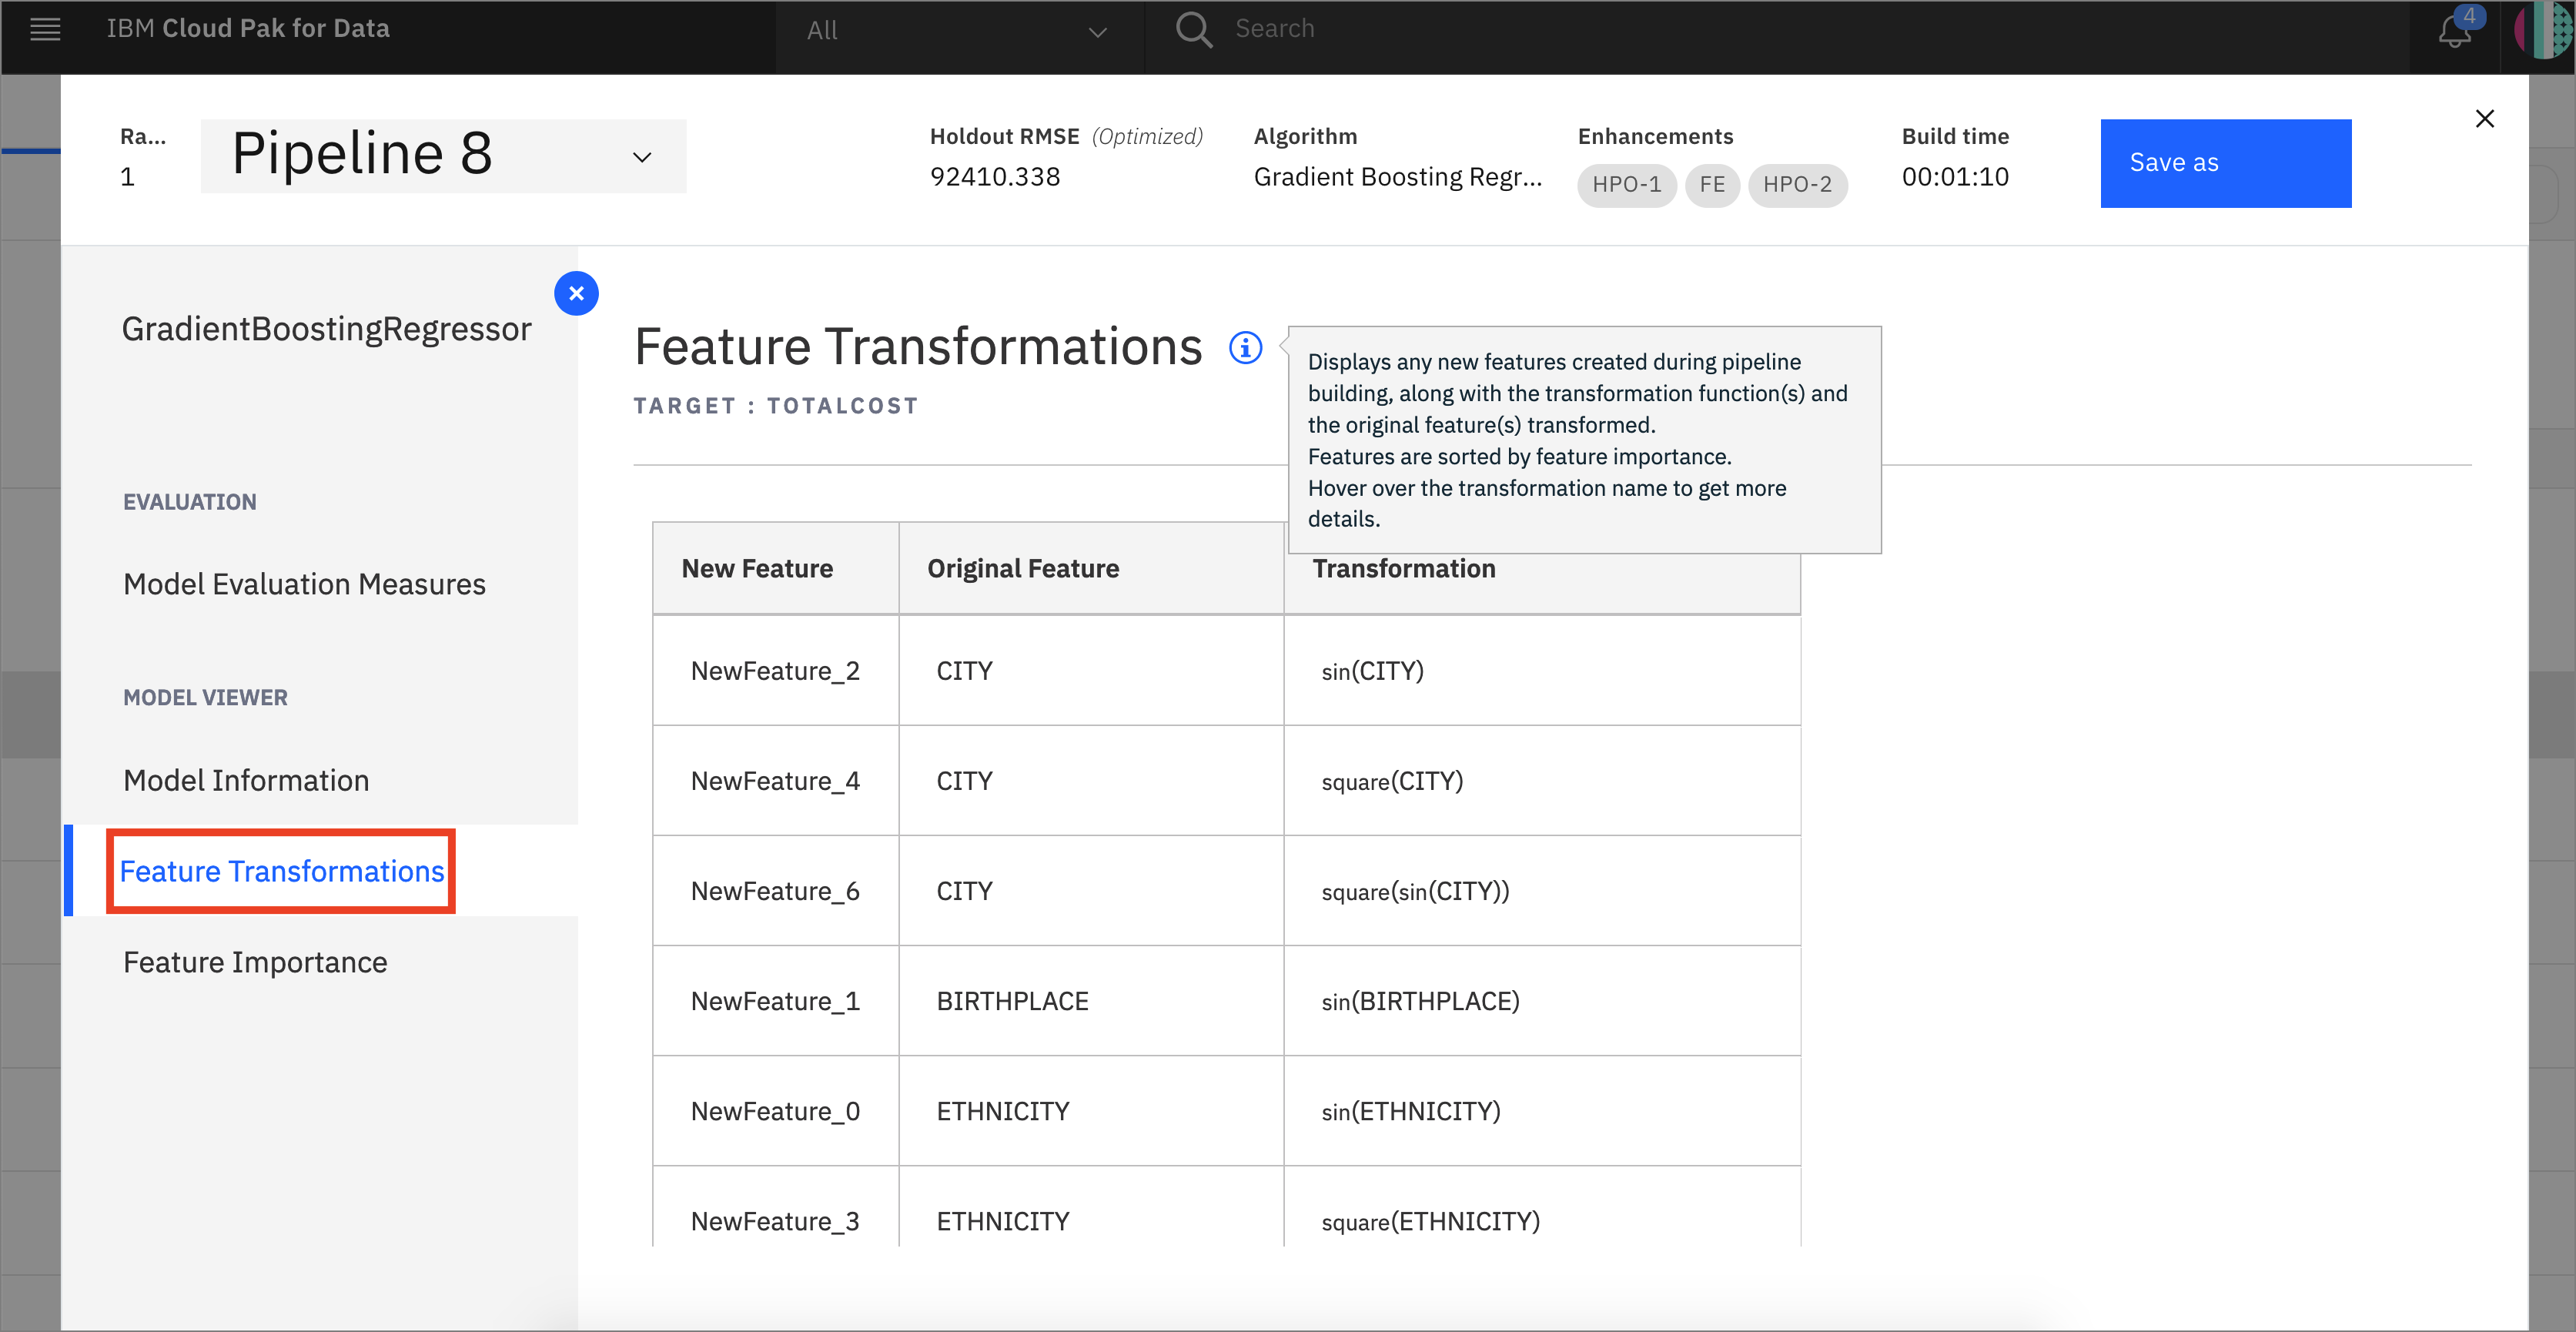 IBM Cloud Pak for Data
All
Search
4
Ra...
1
Pipeline 8
Holdout RMSE (Optimized)
92410.338
Algorithm
Gradient Boosting Regr...
Enhancements
HPO-1 FE HPO-2
Build time
00:01:10
Save as
GradientBoostingRegressor
EVALUATION
Model Evaluation Measures
MODEL VIEWER
Model Information
Feature Transformations
Feature Importance
Feature Transformations
TARGET : TOTALCOST
Displays any new features created during pipeline
building, along with the transformation function(s) and
the original feature(s) transformed.
Features are sorted by feature importance.
Hover over the transformation name to get more
details.
New Feature Original Feature Transformation
NewFeature_2 CITY sin(CITY)
NewFeature_4 CITY square(CITY)
NewFeature_6 CITY square(sin(CITY))
NewFeature_1 BIRTHPLACE sin(BIRTHPLACE)
NewFeature_0 ETHNICITY sin(ETHNICITY)
NewFeature_3 ETHNICITY square(ETHNICITY)